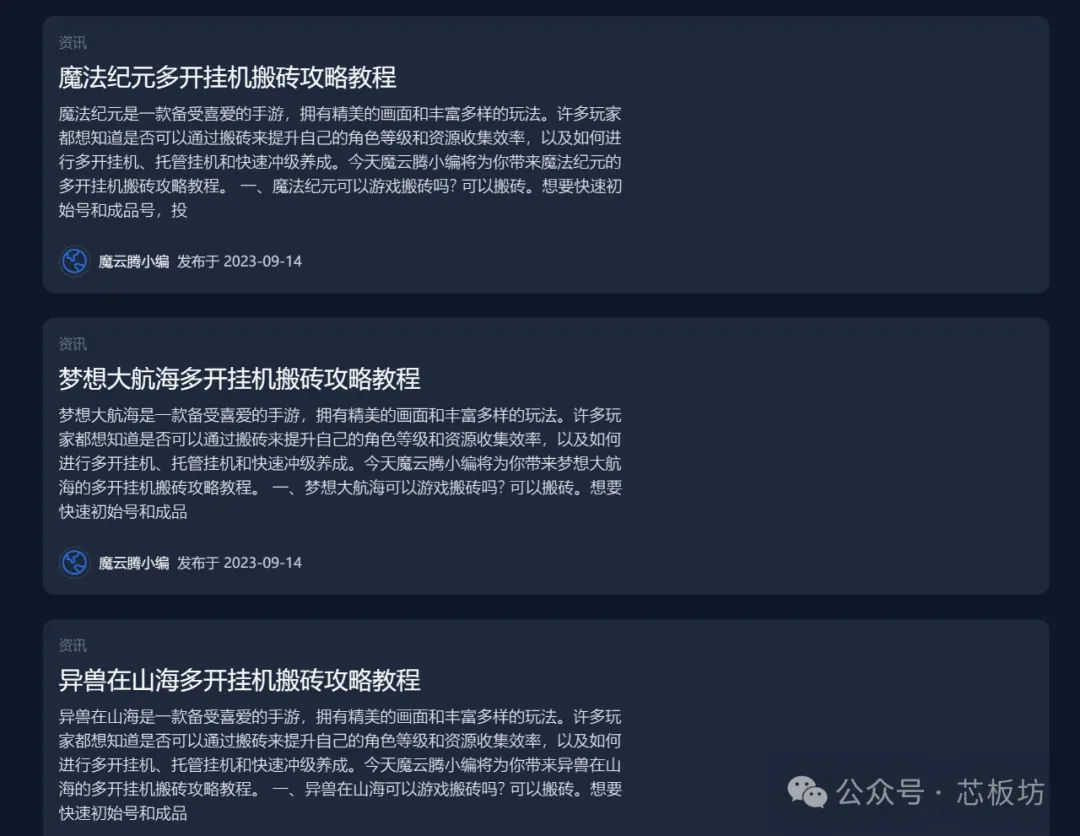 资讯
魔法纪元多开挂机搬砖攻略教程
魔法纪元是一款备受喜爱的手游，拥有精美的画面和丰富多样的玩法。许多玩家
都想知道是否可以通过搬砖来提升自己的角色等级和资源收集效率，以及如何进
行多开挂机、托管挂机和快速冲级养成。今天魔云腾小编将为你带来魔法纪元的
多开挂机搬砖攻略教程。 一、魔法纪元可以游戏搬砖吗? 可以搬砖。想要快速初
始号和成品号，投
魔云腾小编 发布于 2023-09-14
资讯
梦想大航海多开挂机搬砖攻略教程
梦想大航海是一款备受喜爱的手游，拥有精美的画面和丰富多样的玩法。许多玩
家都想知道是否可以通过搬砖来提升自己的角色等级和资源收集效率，以及如何
进行多开挂机、托管挂机和快速冲级养成。今天魔云腾小编将为你带来梦想大航
海的多开挂机搬砖攻略教程。 一、梦想大航海可以游戏搬砖吗? 可以搬砖。想要
快速初始号和成品
魔云腾小编 发布于 2023-09-14
资讯
异兽在山海多开挂机搬砖攻略教程
异兽在山海是一款备受喜爱的手游，拥有精美的画面和丰富多样的玩法。许多玩
家都想知道是否可以通过搬砖来提升自己的角色等级和资源收集效率，以及如何
进行多开挂机、托管挂机和快速冲级养成。今天魔云腾小编将为你带来异兽在山
海的多开挂机搬砖攻略教程。 一、异兽在山海可以游戏搬砖吗? 可以搬砖。想要
快速初始号和成品
公众号 · 芯板坊